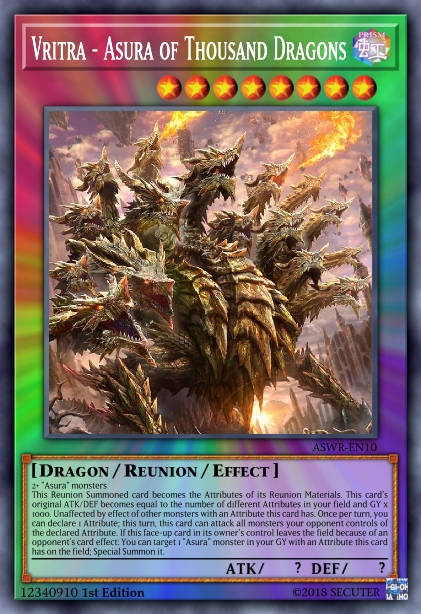 Vritra - Asura of Thousand Dragons
PRISM
虹
ASWR-EN10
[ Dragon / Reunion / Effect ]
2+ "Asura" monsters
This Reunion Summoned card becomes the Attributes of its Reunion Materials. This card's
original ATK/DEF becomes equal to the number of different Attributes in your field and GY x
1000. Unaffected by effect of other monsters with an Attribute this card has. Once per turn, you
can declare 1 Attribute; this turn, this card can attack all monsters your opponent controls of
the declared Attribute. If this face-up card in its owner's control leaves the field because of an
opponent's card effect: You can target 1 "Asura" monster in your GY with an Attribute this card
has on the field; Special Summon it.
ATK/ ? DEF/ ?
12340910 1st Edition
©2018 SECUTER